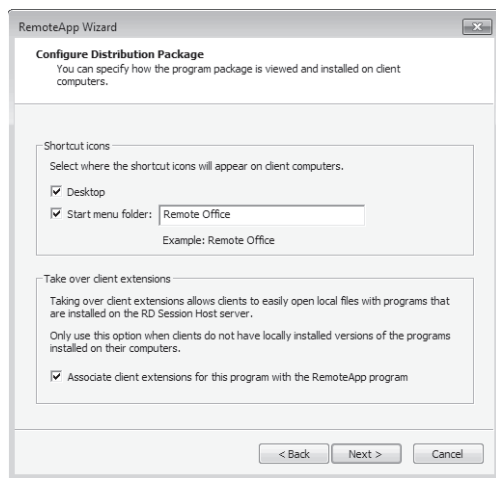 RemoteApp Wizard
Configure Distribution Package
You can specify how the program package is viewed and installed on client
computers.
Shortcut icons
Select where the shortcut icons will appear on client computers.
Desktop
Start menu folder: Remote Office
Example: Remote Office
Take over client extensions
Taking over client extensions allows clients to easily open local files with programs that
are installed on the RD Session Host server.
Only use this option when clients do not have locally installed versions of the programs
installed on their computers.
Associate client extensions for this program with the RemoteApp program
< Back Next > Cancel